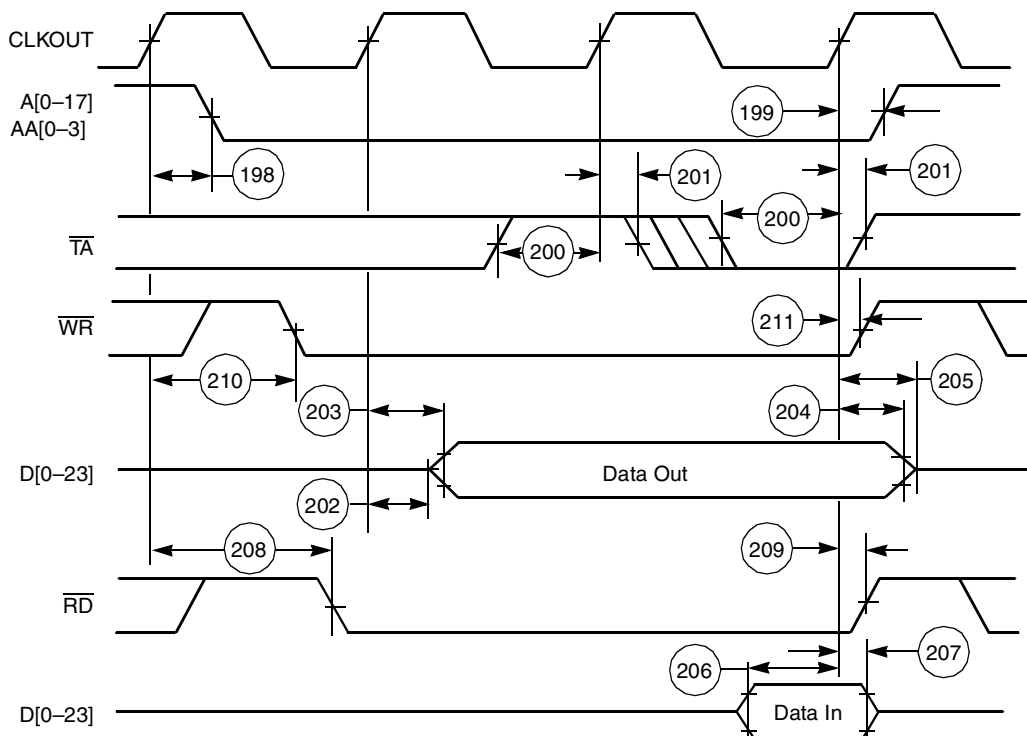 CLKOUT
A[0–17]
AA[0–3]
199
198
201
201
TA
200
200
WR
211
210
203
204
205
D[0–23]
Data Out
202
208
209
RD
206
207
D[0–23]
Data In